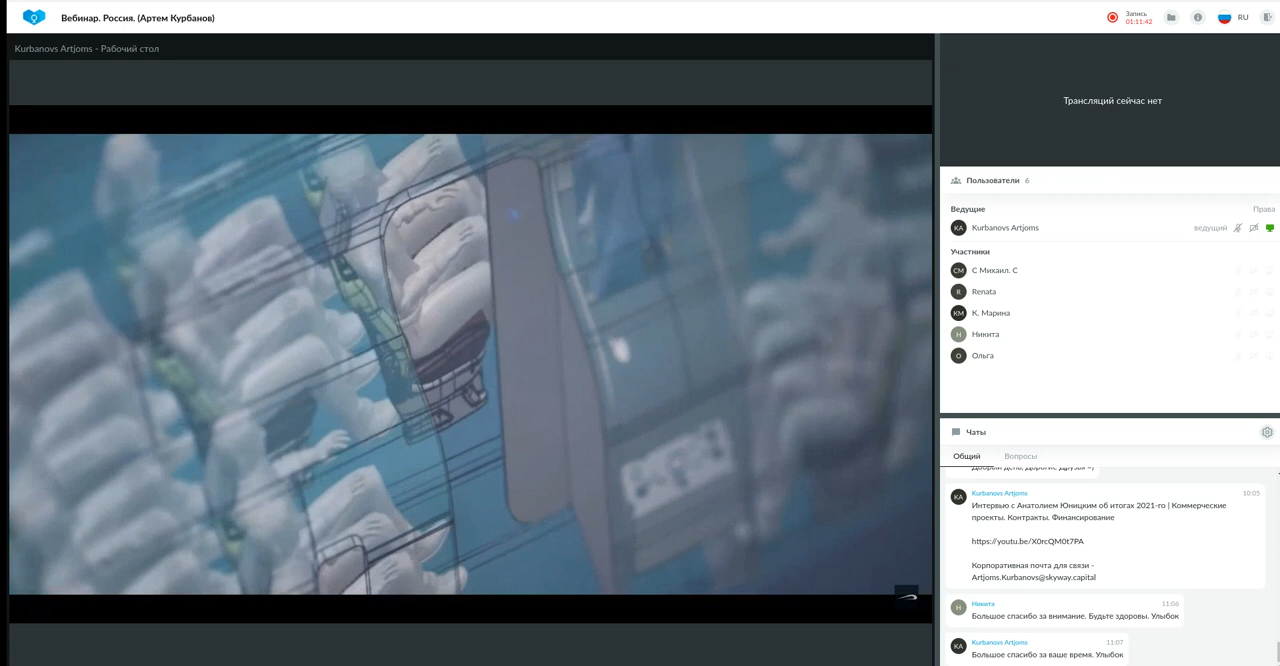 Вебинар. Россия. (Артем Курбанов)
Запись
01:11:42
RU
Kurbanovs Artjoms - Рабочий стол
Трансляций сейчас нет
Пользователи 6
Ведущие
Права
KA
Kurbanovs Artjoms
ведущий
Участники
СМ
С Михаил. С
R
Renata
КМ
К. Марина
Н
Никита
О
Ольга
Чаты
Общий
Вопросы
Добрый день, Дорогие Друзья =)
KA
Kurbanovs Artjoms
10:05
Интервью с Анатолием Юницким об итогах 2021-го | Коммерческие
проекты. Контракты. Финансирование
https://youtu.be/X0rcQM0t7PA
Корпоративная почта для связи -
Artjoms.Kurbanovs@skyway.capital
Н
Никита
11:06
Большое спасибо за внимание. Будьте здоровы. Улыбок
KA
Kurbanovs Artjoms
11:07
Большое спасибо за ваше время. Улыбок